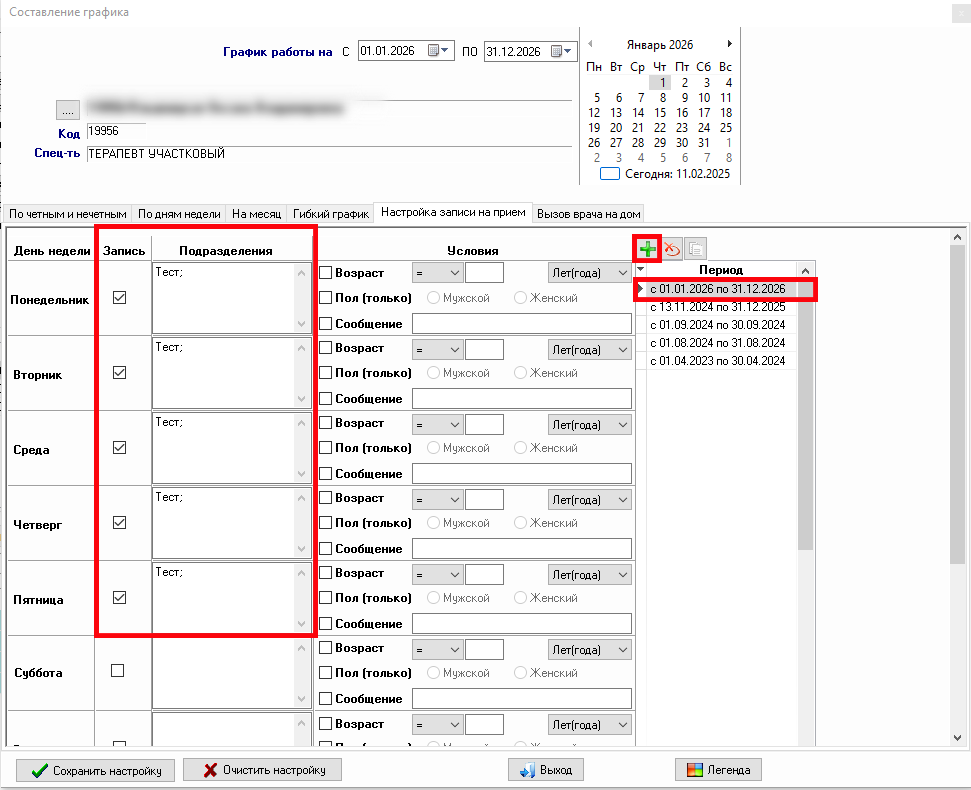 Составление графика
График работы на С 01.01.2026 ПО 31.12.2026
Январь 2026
Пн Вт Ср Чт Пт Сб Вс
1 2 3 4
5 6 7 8 9 10 11
12 13 14 15 16 17 18
19 20 21 22 23 24 25
26 27 28 29 30 31 1
2 3 4 5 6 7 8
Сегодня: 11.02.2025
....
Код 19956
Спец-ть ТЕРАПЕВТ УЧАСТКОВЫЙ
По четным и нечетным По дням недели На месяц Гибкий график Настройка записи на прием Вызов врача на дом
День недели Запись Подразделения Условия
Период
с 01.01.2026 по 31.12.2026
с 13.11.2024 по 31.12.2025
с 01.09.2024 по 30.09.2024
с 01.08.2024 по 31.08.2024
с 01.04.2023 по 30.04.2024
Понедельник Тест; Возраст = Лет(года)
Пол (только) Мужской Женский
Сообщение
Вторник Тест; Возраст = Лет(года)
Пол (только) Мужской Женский
Сообщение
Среда Тест; Возраст = Лет(года)
Пол (только) Мужской Женский
Сообщение
Четверг Тест; Возраст = Лет(года)
Пол (только) Мужской Женский
Сообщение
Пятница Тест; Возраст = Лет(года)
Пол (только) Мужской Женский
Сообщение
Суббота Возраст = Лет(года)
Пол (только) Мужской Женский
Сообщение
Возраст = Лет(года)
Сохранить настройку Очистить настройку Выход Легенда